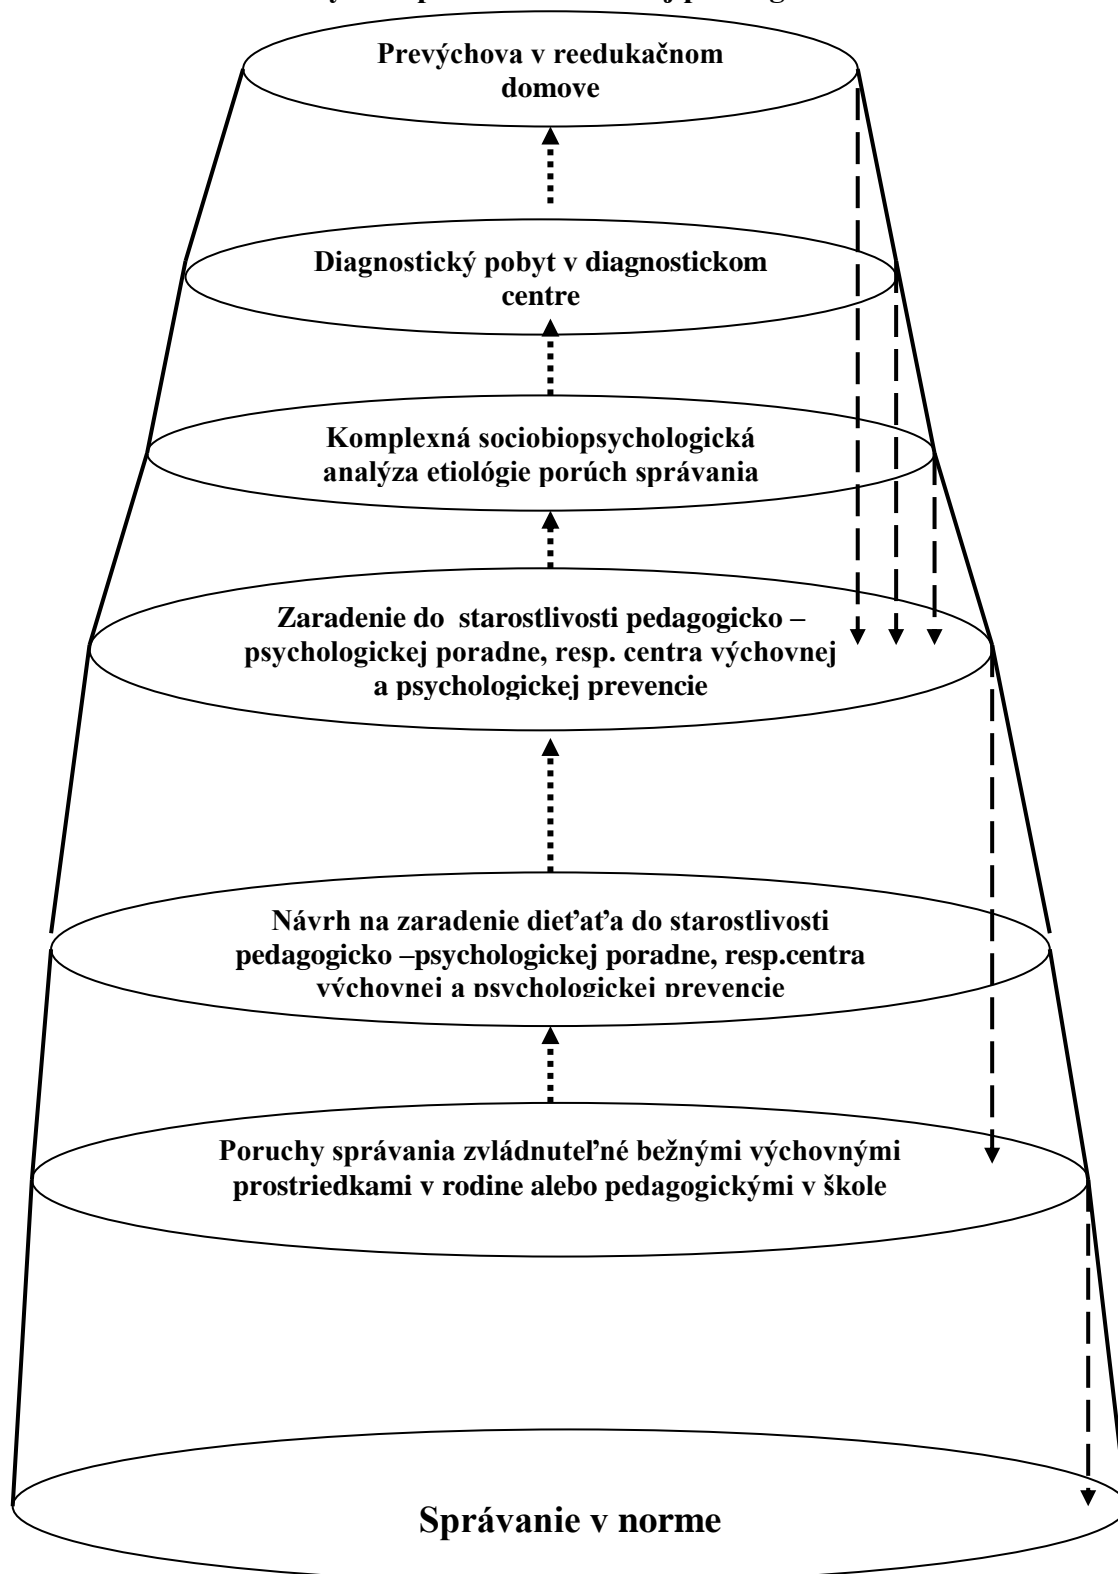 Prevýchova v reedukačnom
domove
Diagnostický pobyt v diagnostickom
centre
Komplexná sociobiopsychologická
analýza etiológie porúch správania
Zaradenie do starostlivosti pedagogicko –
psychologickej poradne, resp. centra výchovnej
a psychologickej prevencie
Návrh na zaradenie dieťaťa do starostlivosti
pedagogicko –psychologickej poradne, resp.centra
výchovnej a psychologickej prevencie
Poruchy správania zvládnuteľné bežnými výchovnými
prostriedkami v rodine alebo pedagogickými v škole
Správanie v norme